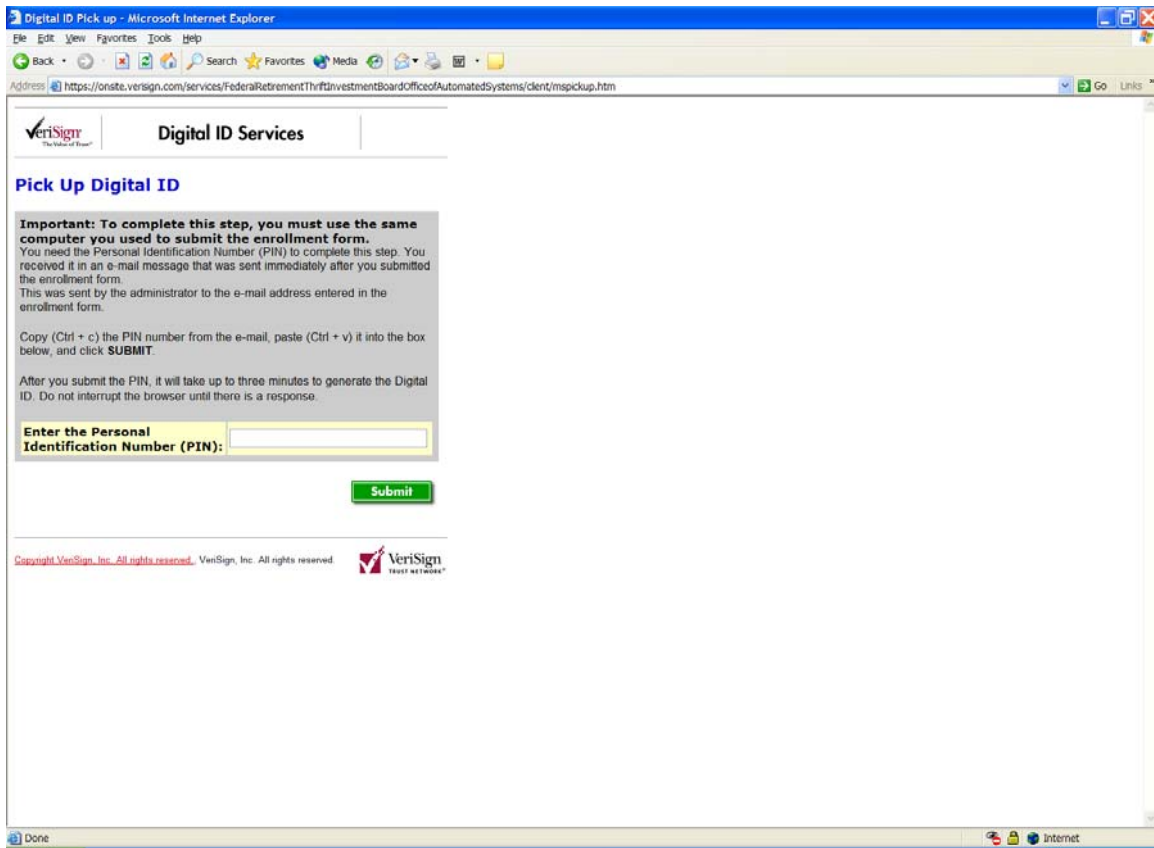 Digital ID Pick up - Microsoft Internet Explorer
File Edit View Favorites Tools Help
Back Search Favorites Media
Address https://onsite.verisign.com/services/FederalRetirementThriftInvestmentBoardOfficeofAutomatedSystems/client/mspickup.htm Go Links »
VeriSign
The Value of Trust
Digital ID Services
Pick Up Digital ID
Important: To complete this step, you must use the same
computer you used to submit the enrollment form.
You need the Personal Identification Number (PIN) to complete this step. You
received it in an e-mail message that was sent immediately after you submitted
the enrollment form.
This was sent by the administrator to the e-mail address entered in the
enrollment form.
Copy (Ctrl + c) the PIN number from the e-mail, paste (Ctrl + v) it into the box
below, and click SUBMIT.
After you submit the PIN, it will take up to three minutes to generate the Digital
ID. Do not interrupt the browser until there is a response.
Enter the Personal
Identification Number (PIN):
Submit
Copyright VeriSign, Inc. All rights reserved., VeriSign, Inc. All rights reserved.
VeriSign
TRUST NETWORK
Done Internet